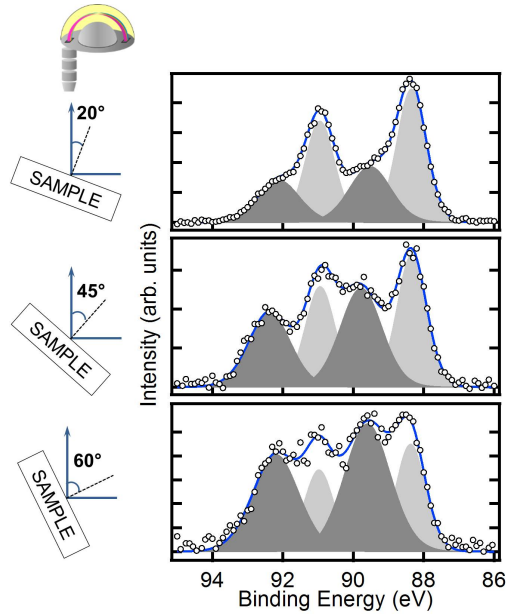 20°
SAMPLE
45°
SAMPLE
60°
SAMPLE
Intensity (arb. units)
94 92 90 88 86
Binding Energy (eV)